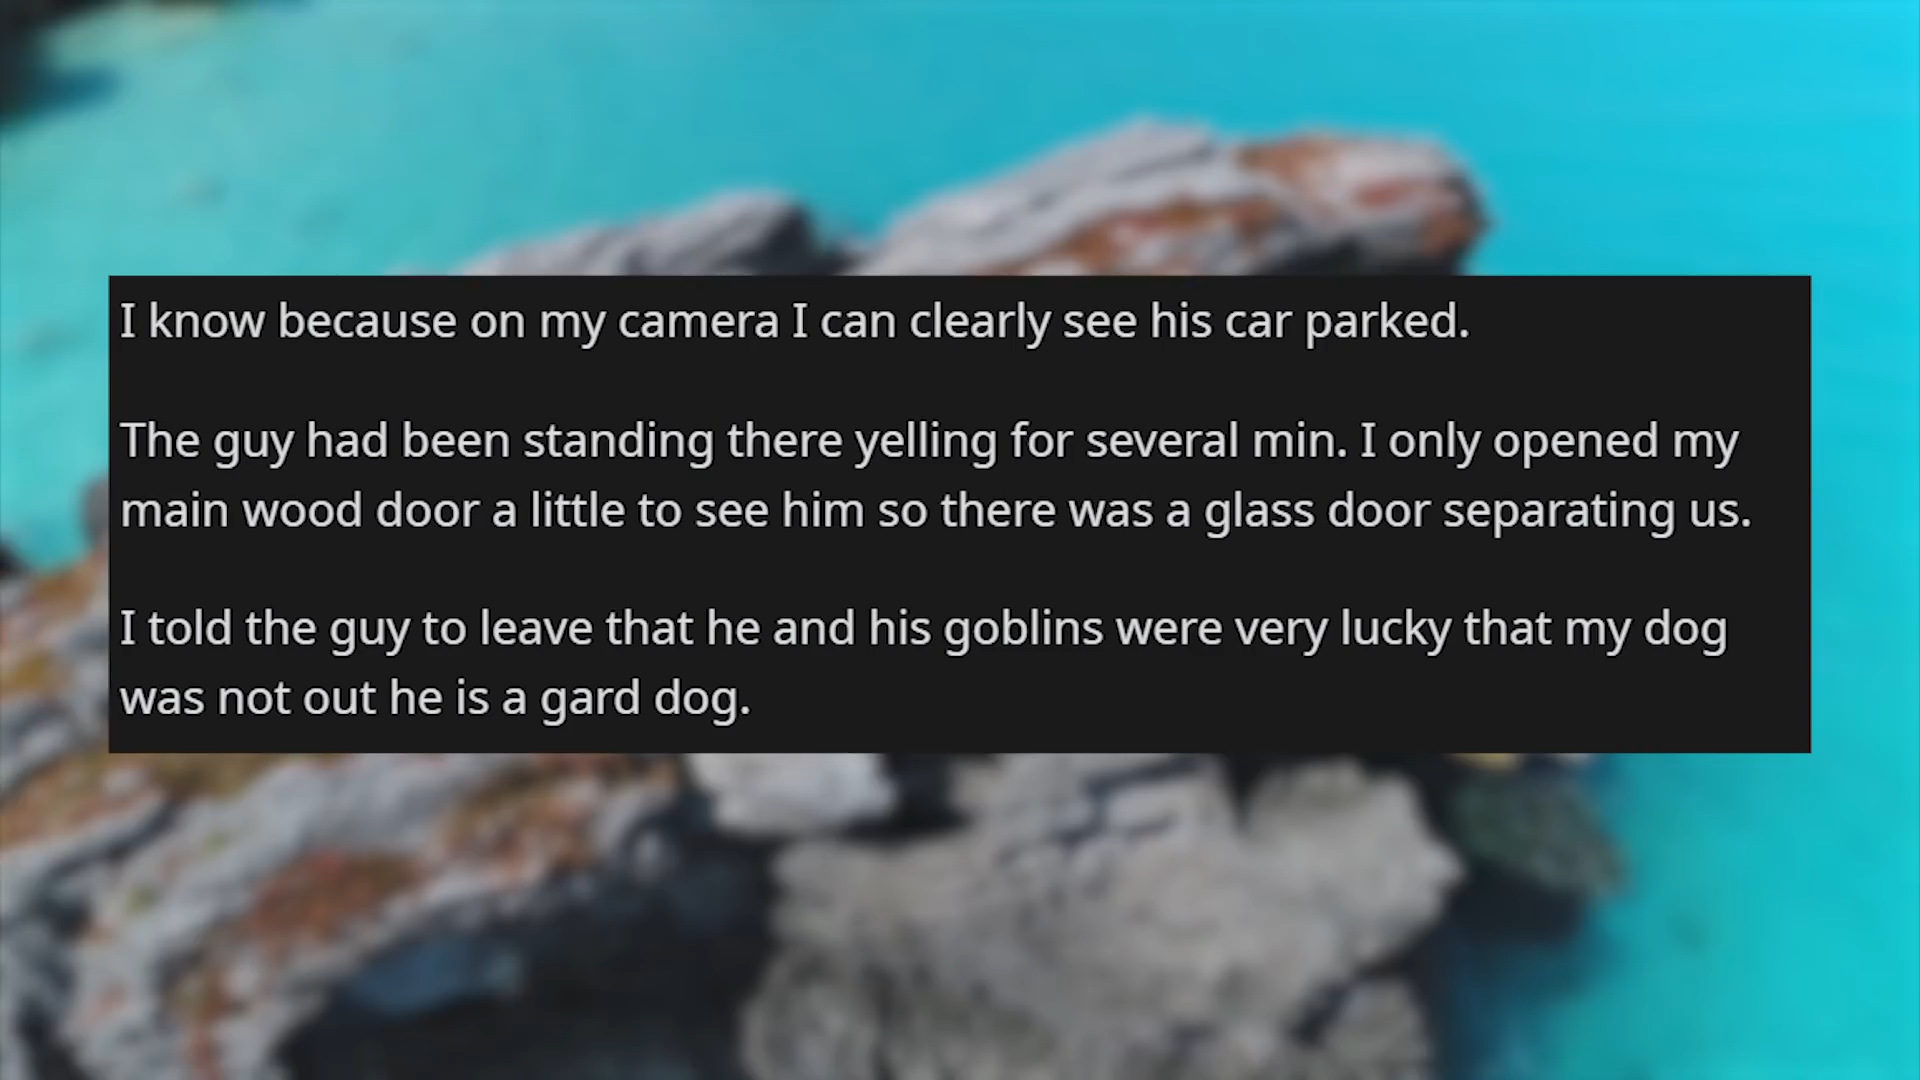 I know because on my camera I can clearly see his car parked.
The guy had been standing there yelling for several min. I only opened my
main wood door a little to see him so there was a glass door separating us.
I told the guy to leave that he and his goblins were very lucky that my dog
was not out he is a gard dog.